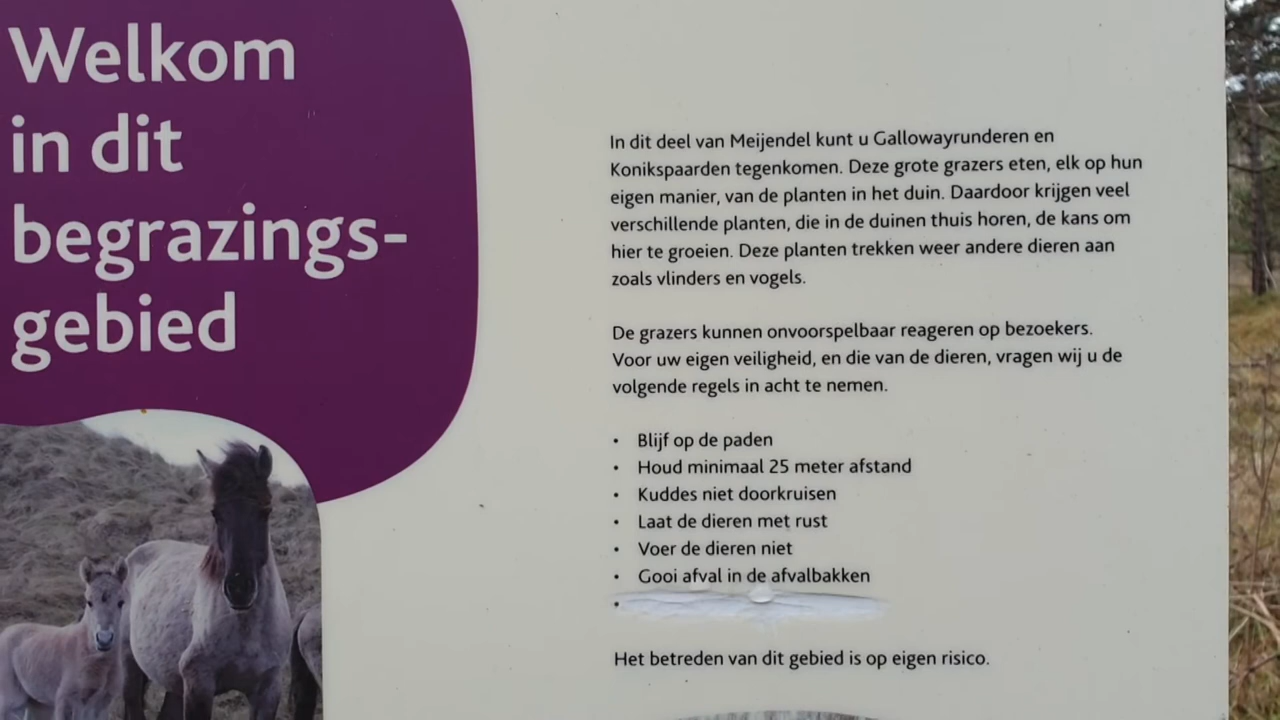 Welkom
in dit
begrazings-
gebied
In dit deel van Meijendel kunt u Gallowayrunderen en
Konikspaarden tegenkomen. Deze grote grazers eten, elk op hun
eigen manier, van de planten in het duin. Daardoor krijgen veel
verschillende planten, die in de duinen thuis horen, de kans om
hier te groeien. Deze planten trekken weer andere dieren aan
zoals vlinders en vogels.
De grazers kunnen onvoorspelbaar reageren op bezoekers.
Voor uw eigen veiligheid, en die van de dieren, vragen wij u de
volgende regels in acht te nemen.
• Blijf op de paden
• Houd minimaal 25 meter afstand
• Kuddes niet doorkruisen
• Laat de dieren met rust
• Voer de dieren niet
• Gooi afval in de afvalbakken
•
Het betreden van dit gebied is op eigen risico.